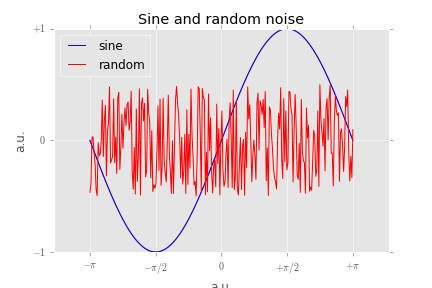 Sine and random noise
+1
sine
random
a.u.
0
−1
−π
−π/2
0
+π/2
+π
a.u.